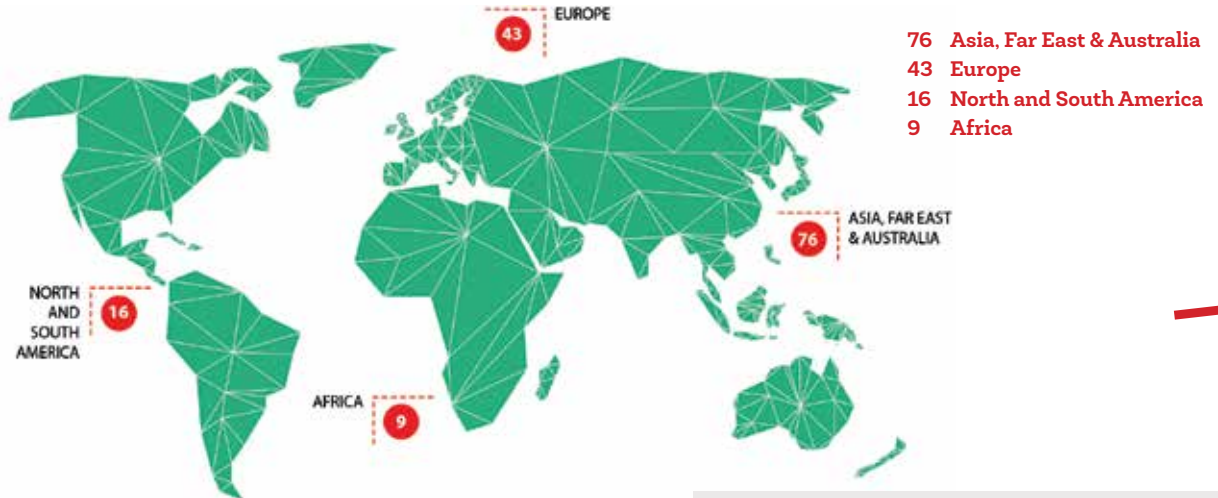 43
EUROPE
76 Asia, Far East & Australia
43 Europe
16 North and South America
9 Africa
76
ASIA, FAR EAST
& AUSTRALIA
NORTH
AND
SOUTH
AMERICA
16
AFRICA
9